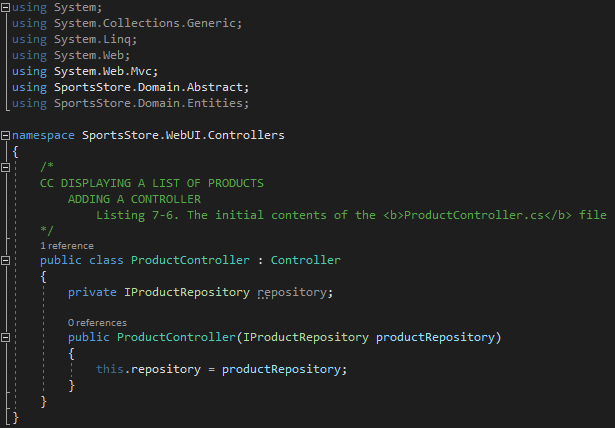 using System;
using System.Collections.Generic;
using System.Linq;
using System.Web;
using System.Web.Mvc;
using SportsStore.Domain.Abstract;
using SportsStore.Domain.Entities;
namespace SportsStore.WebUI.Controllers
{
/*
CC DISPLAYING A LIST OF PRODUCTS
ADDING A CONTROLLER
Listing 7-6. The initial contents of the <b>ProductController.cs</b> file
*/
1 reference
public class ProductController : Controller
{
private IProductRepository repository;
0 references
public ProductController(IProductRepository productRepository)
{
this.repository = productRepository;
}
}
}